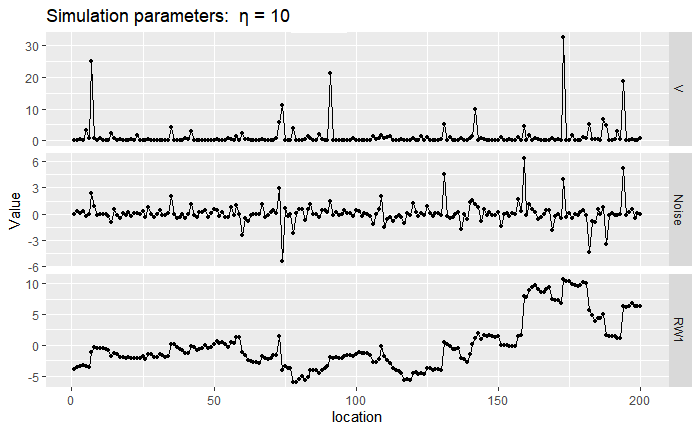 Simulation parameters: η = 10
Value
30
20
10
0
V
6
3
0
-3
-6
Noise
10
5
0
-5
RW1
0 50 100 150 200
location